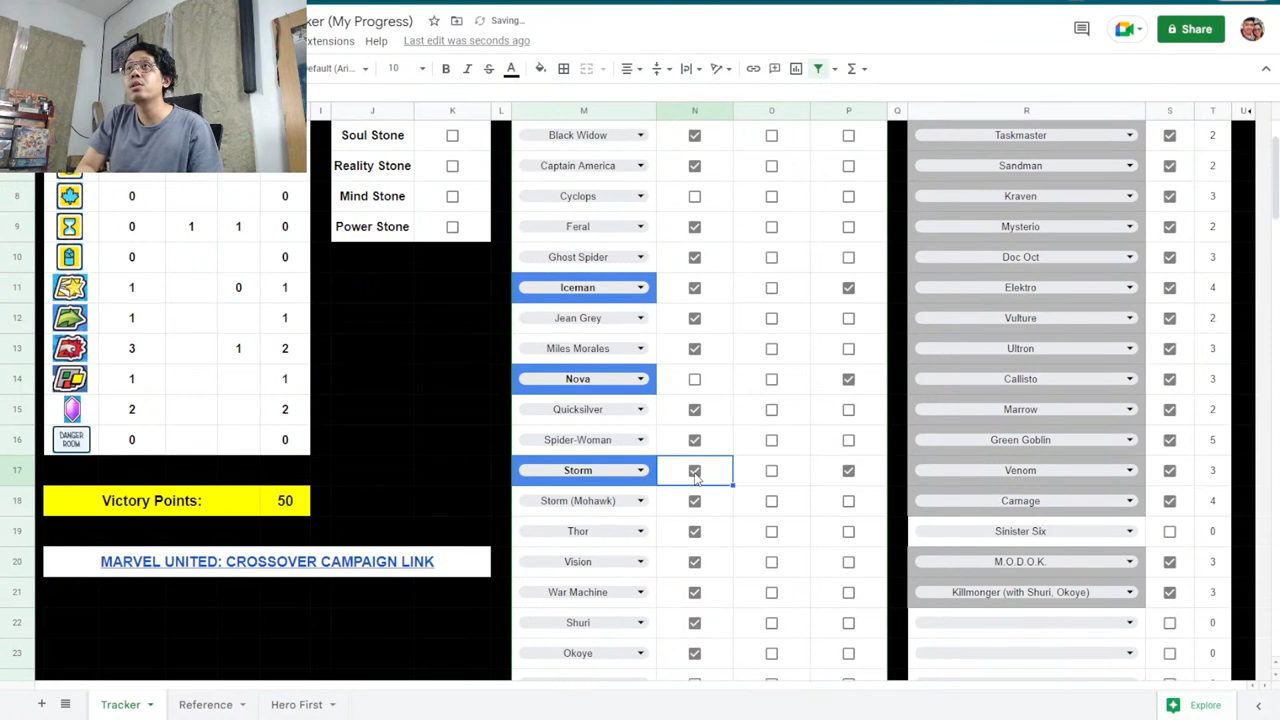 ker (My Progress)
Saving...
Share
xtensions Help Last edit was seconds ago
efault (Ari... 10 B I S A
I J K L M N O P Q R S T U
Soul Stone
Reality Stone
Mind Stone
Power Stone
Black Widow Taskmaster 2
Captain America Sandman 2
8 0 0 Cyclops Kraven 3
9 0 1 1 0 Feral Mysterio 2
10 0 0 Ghost Spider Doc Oct 3
11 1 0 1 Iceman Elektro 4
12 1 1 Jean Grey Vulture 2
13 3 1 2 Miles Morales Ultron 3
14 1 1 Nova Callisto 3
15 2 2 Quicksilver Marrow 2
16 DANGER ROOM 0 0 Spider-Woman Green Goblin 5
17 Storm Venom 3
18 Victory Points: 50 Storm (Mohawk) Carnage 4
19 Thor Sinister Six 0
20 MARVEL UNITED: CROSSOVER CAMPAIGN LINK Vision M.O.D.O.K. 3
21 War Machine Killmonger (with Shuri, Okoye) 3
22 Shuri 0
23 Okoye 0
Tracker Reference Hero First Explore